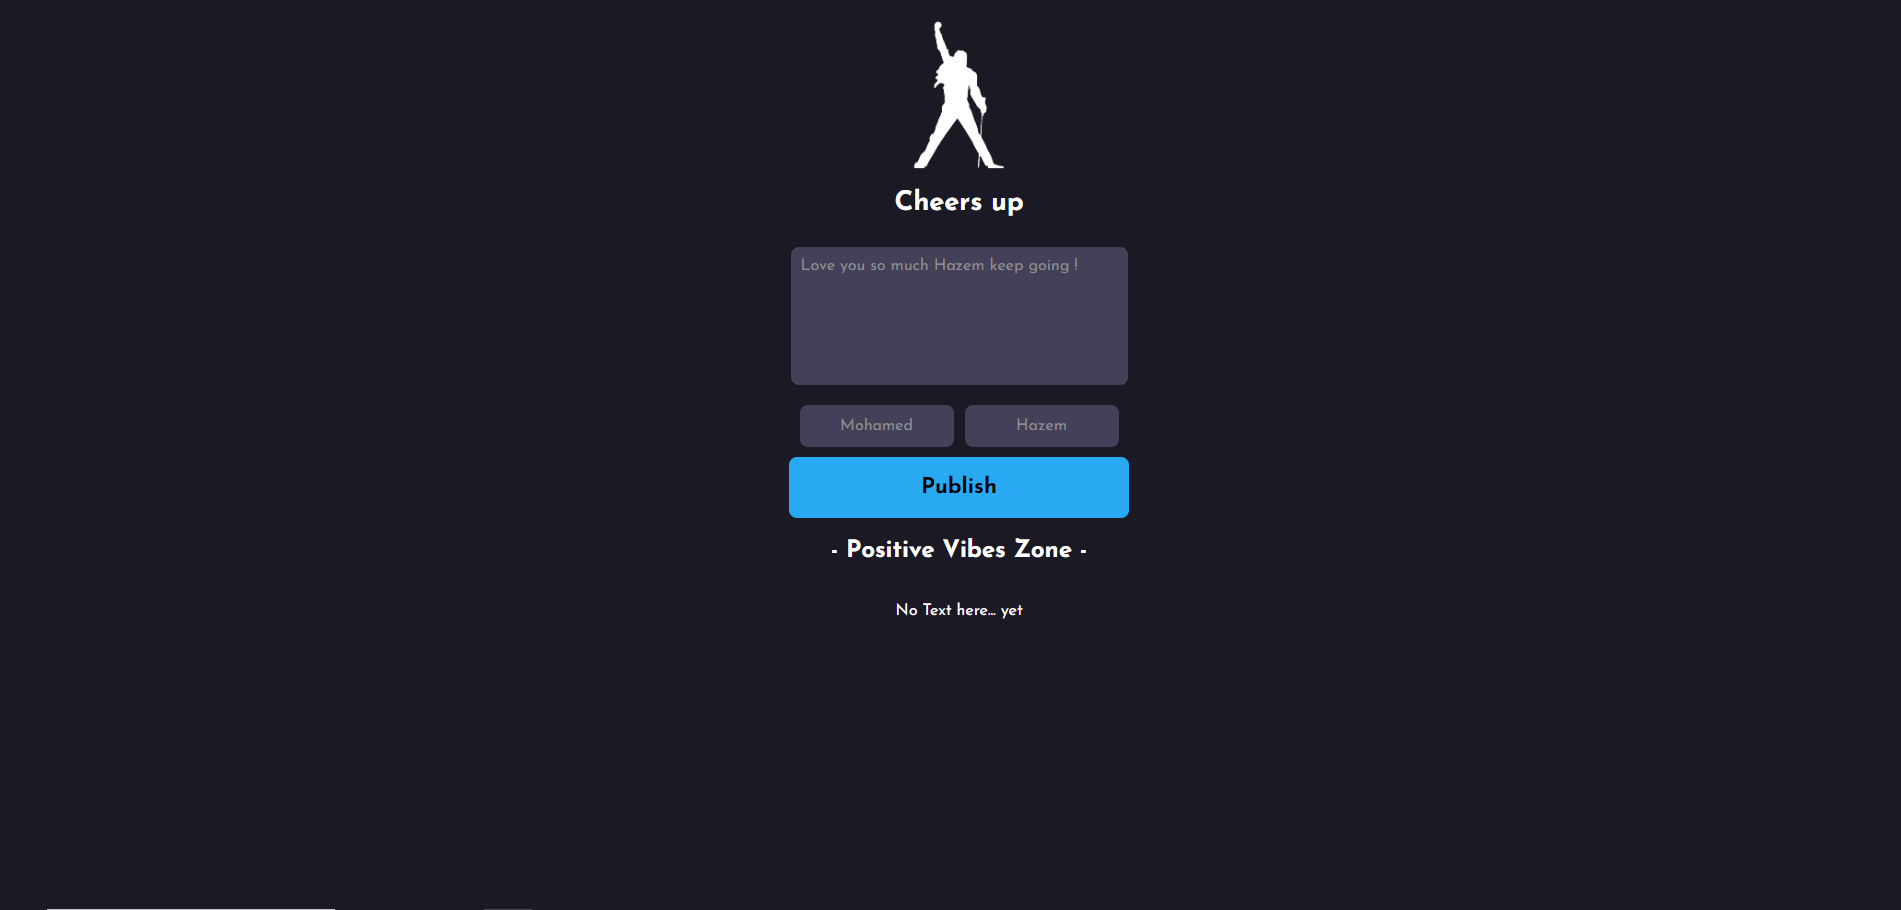 Cheers up
Love you so much Hazem keep going !
Mohamed
Hazem
Publish
- Positive Vibes Zone -
No Text here... yet